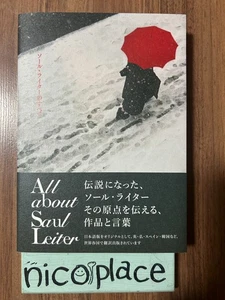 All
about
Saul
Leiter
伝説になった、
ソール・ライター
その原点を伝える、
作品と言葉
日本語版をオリジナルとして、英・仏・スペイン・韓国など、
世界各国で翻訳出版されています
nicoplace